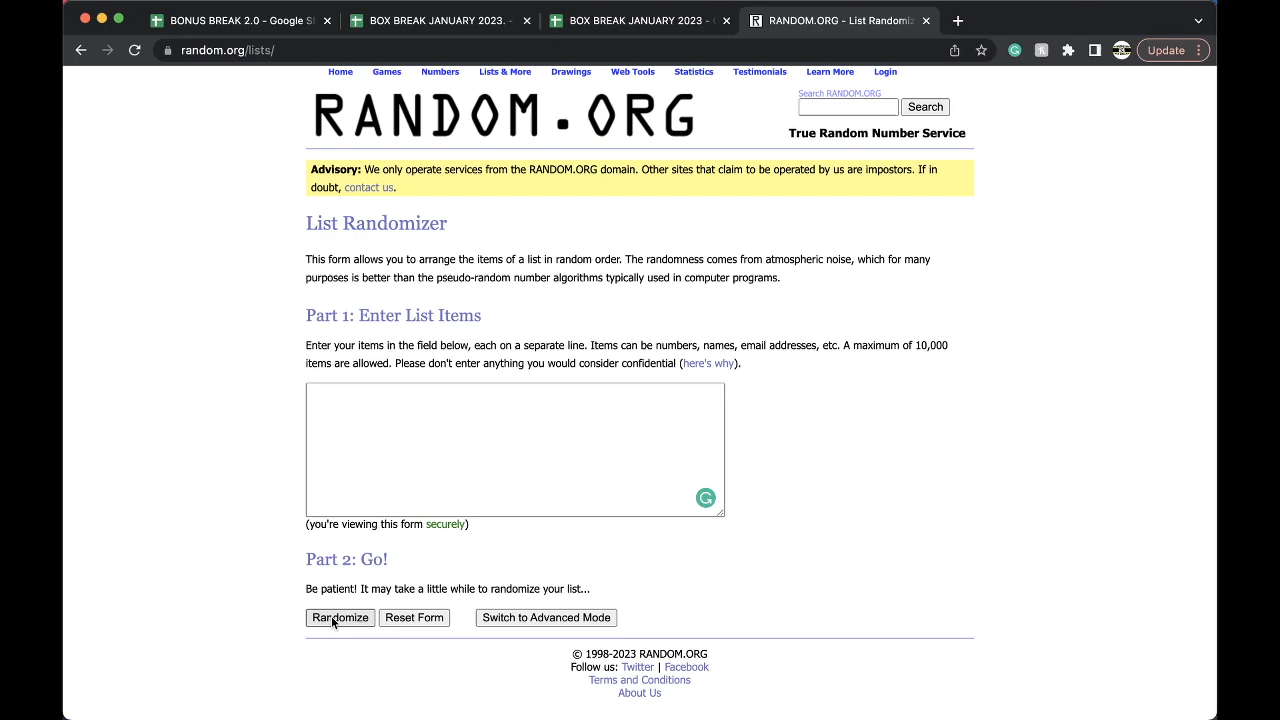 BONUS BREAK 2.0 - Google S
BOX BREAK JANUARY 2023. -
BOX BREAK JANUARY 2023 -
RANDOM.ORG - List Randomiz
random.org/lists/
Update
Home Games Numbers Lists & More Drawings Web Tools Statistics Testimonials Learn More Login
RANDOM.ORG
Search RANDOM.ORG
Search
True Random Number Service
Advisory: We only operate services from the RANDOM.ORG domain. Other sites that claim to be operated by us are impostors. If in
doubt, contact us.
List Randomizer
This form allows you to arrange the items of a list in random order. The randomness comes from atmospheric noise, which for many
purposes is better than the pseudo-random number algorithms typically used in computer programs.
Part 1: Enter List Items
Enter your items in the field below, each on a separate line. Items can be numbers, names, email addresses, etc. A maximum of 10,000
items are allowed. Please don't enter anything you would consider confidential (here's why).
(you're viewing this form securely)
Part 2: Go!
Be patient! It may take a little while to randomize your list...
Randomize Reset Form Switch to Advanced Mode
© 1998-2023 RANDOM.ORG
Follow us: Twitter | Facebook
Terms and Conditions
About Us